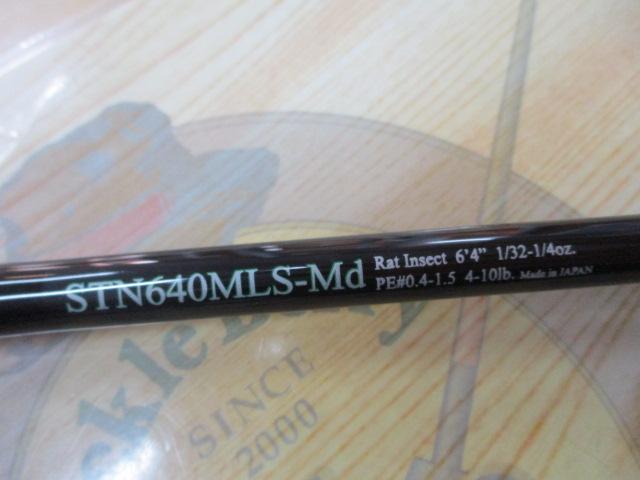 STN640MLS-Md
Rat Insect 6'4" 1/32-1/4oz.
PE#0.4-1.5 4-10lb. Made in JAPAN
SINCE
2000